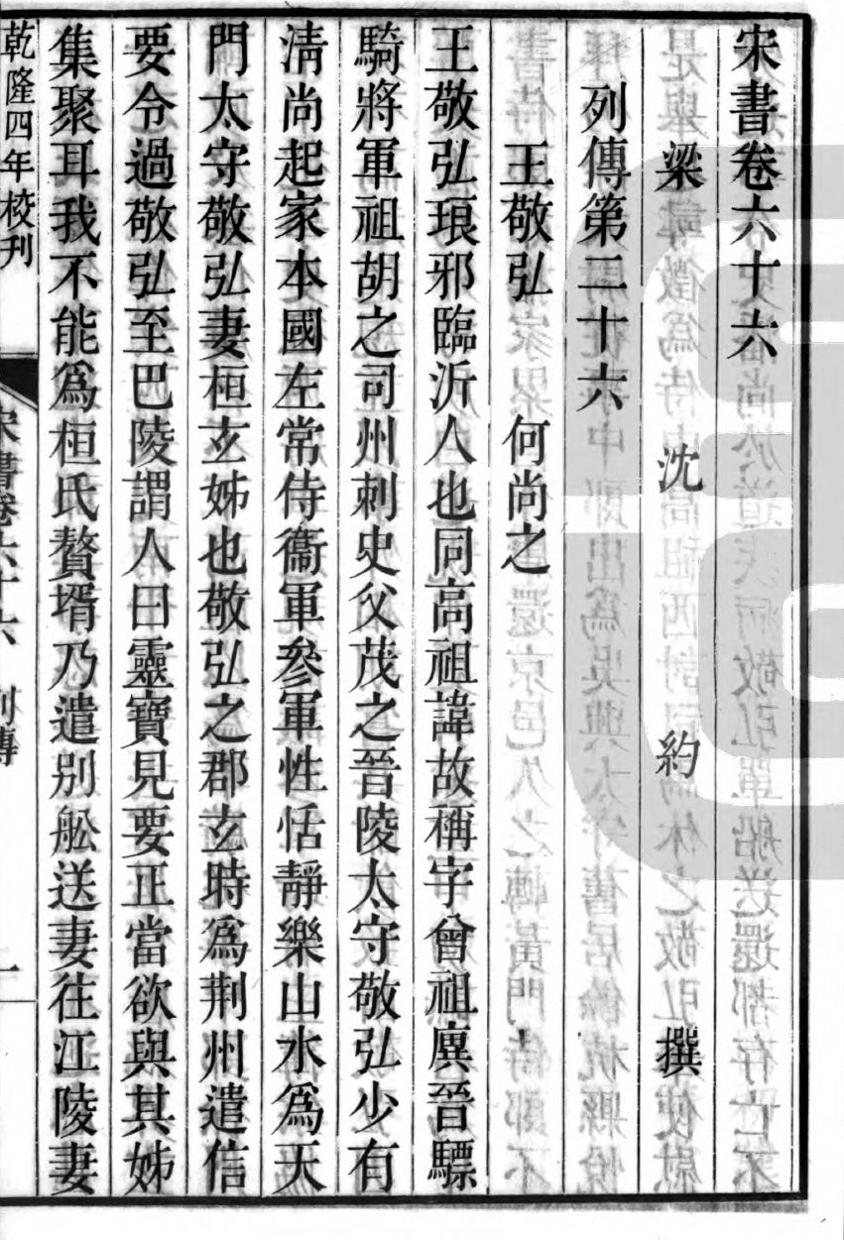 宋書卷六十六
梁 沈 約 撰
列傳第二十六
王敬弘 何尚之
王敬弘琅邪臨沂人也同高祖諱故稱字曾祖廙晉驃
騎將軍祖胡之司州刺史父茂之晉陵太守敬弘少有
清尚起家本國左常侍衞軍參軍性恬靜樂山水爲天
門太守敬弘妻桓玄姊也敬弘之郡玄時爲荆州遣信
要令過敬弘至巴陵謂人曰靈寶見要正當欲與其姊
集聚耳我不能爲桓氏贅壻乃遣别舩送妻往江陵妻
乾隆四年校刊
宋書卷六十六 列傳 一